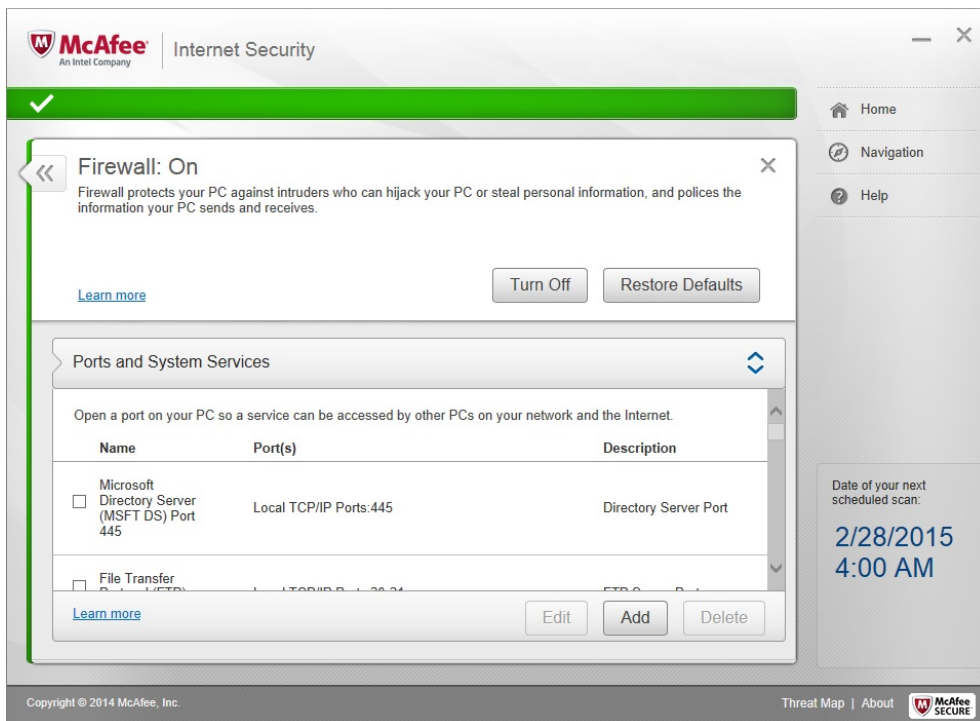 McAfee
An Intel Company
Internet Security
Home
Navigation
Help
Firewall: On
Firewall protects your PC against intruders who can hijack your PC or steal personal information, and polices the
information your PC sends and receives.
Learn more
Turn Off
Restore Defaults
Ports and System Services
Open a port on your PC so a service can be accessed by other PCs on your network and the Internet.
Name Port(s) Description
Microsoft
Directory Server
(MSFT DS) Port
445
Local TCP/IP Ports:445
Directory Server Port
File Transfer
Learn more
Edit
Add
Delete
Date of your next
scheduled scan:
2/28/2015
4:00 AM
Copyright © 2014 McAfee, Inc.
Threat Map | About
McAfee
SECURE